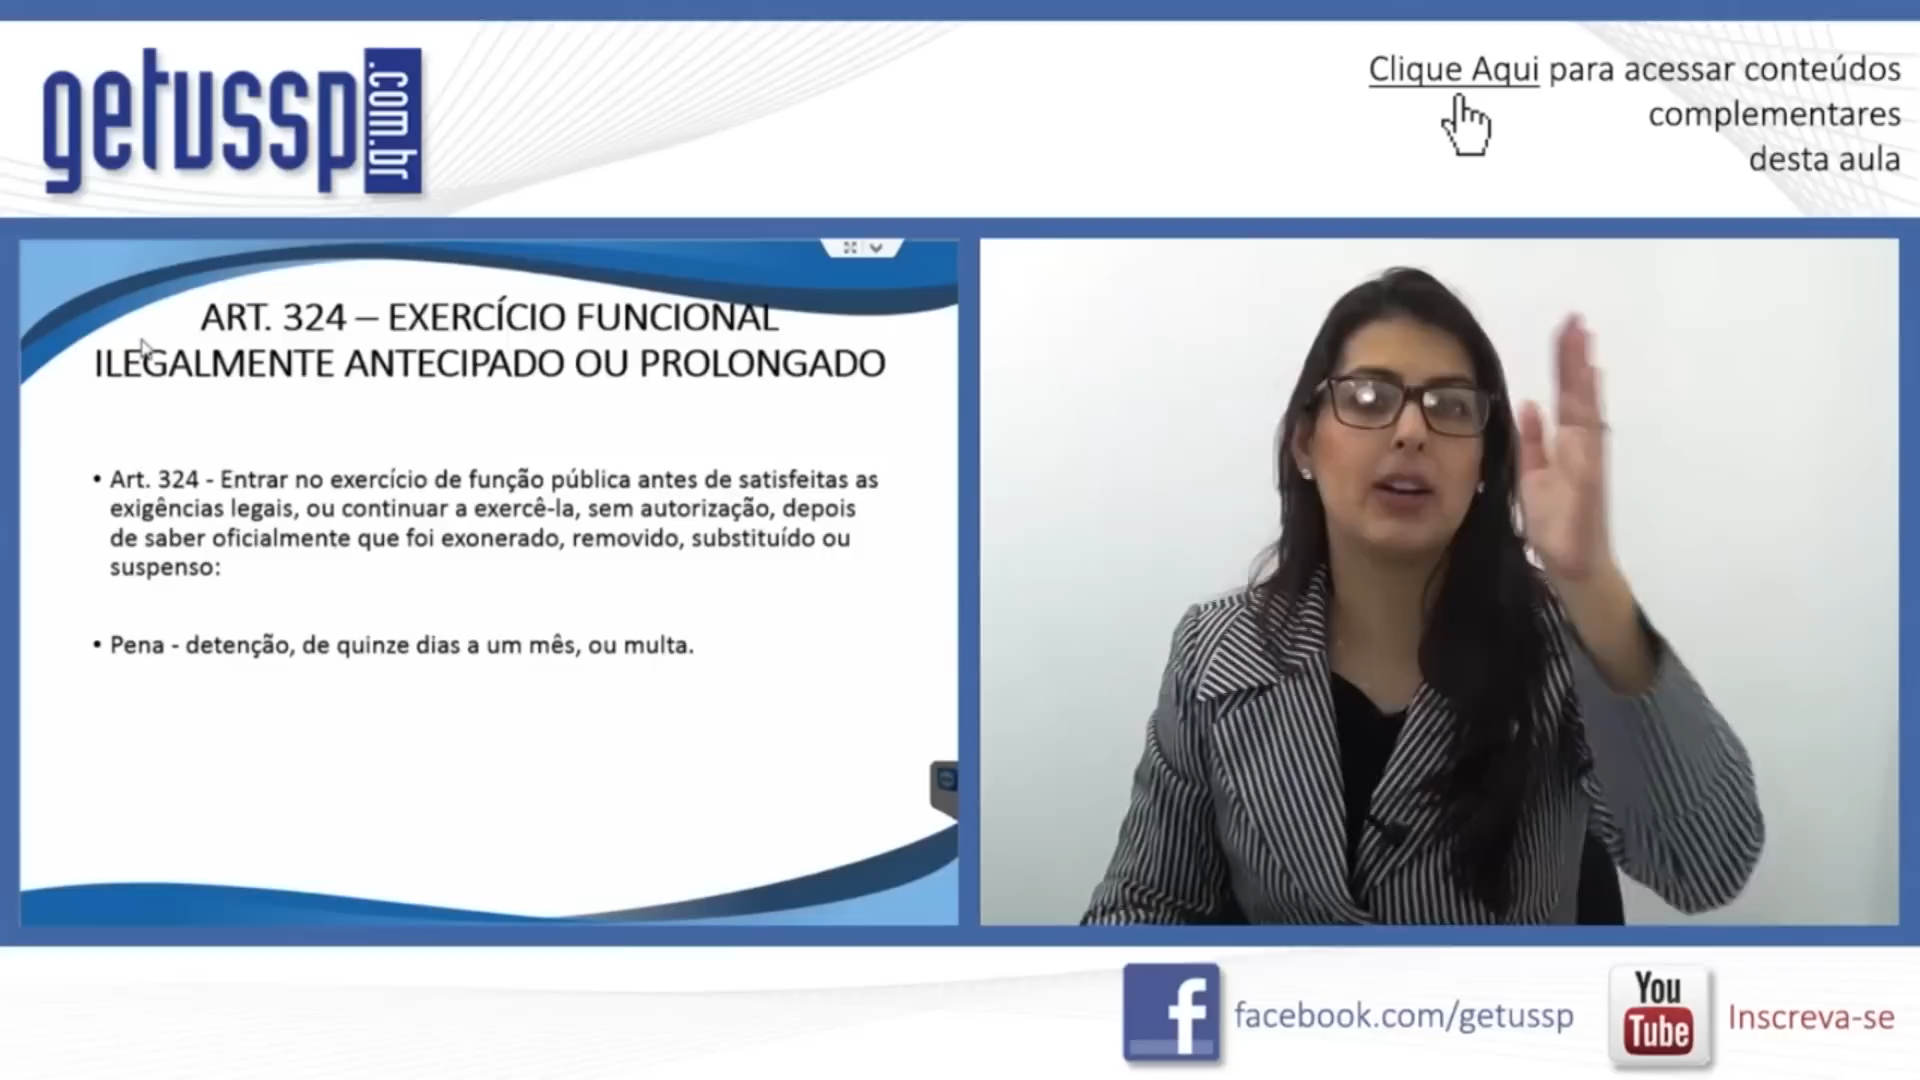 getussp.com.br
Clique Aqui para acessar conteúdos
complementares
desta aula
ART. 324 – EXERCÍCIO FUNCIONAL
ILEGALMENTE ANTECIPADO OU PROLONGADO
• Art. 324 - Entrar no exercício de função pública antes de satisfeitas as
exigências legais, ou continuar a exercê-la, sem autorização, depois
de saber oficialmente que foi exonerado, removido, substituído ou
suspenso:
• Pena - detenção, de quinze dias a um mês, ou multa.
f facebook.com/getussp
You
Tube
Inscreva-se